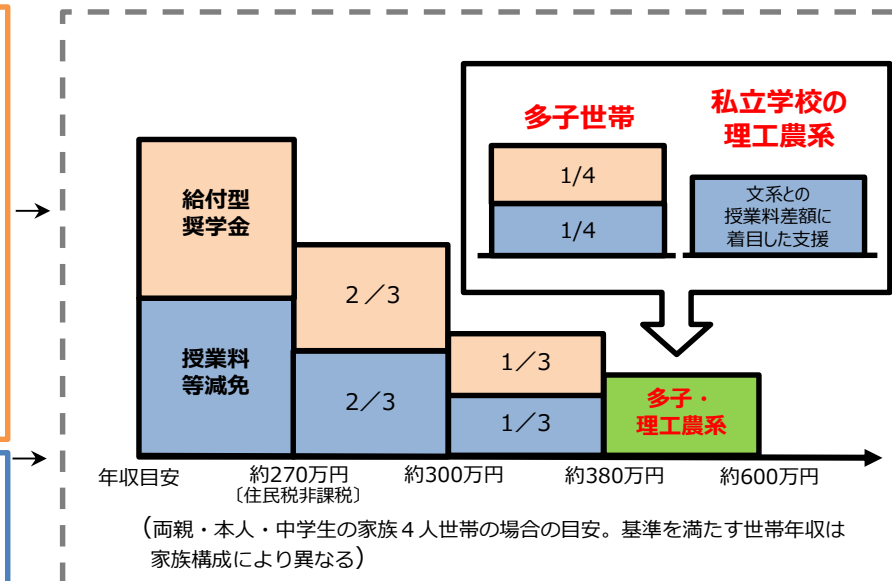 多子世帯
私立学校の
理工農系
1/4
1/4
文系との
授業料差額に
着目した支援
給付型
奨学金
授業料
等減免
2／3
2／3
1／3
1／3
多子・
理工農系
年収目安
約270万円
〔住民税非課税〕
約300万円
約380万円
約600万円
(両親・本人・中学生の家族４人世帯の場合の目安。基準を満たす世帯年収は
家族構成により異なる)